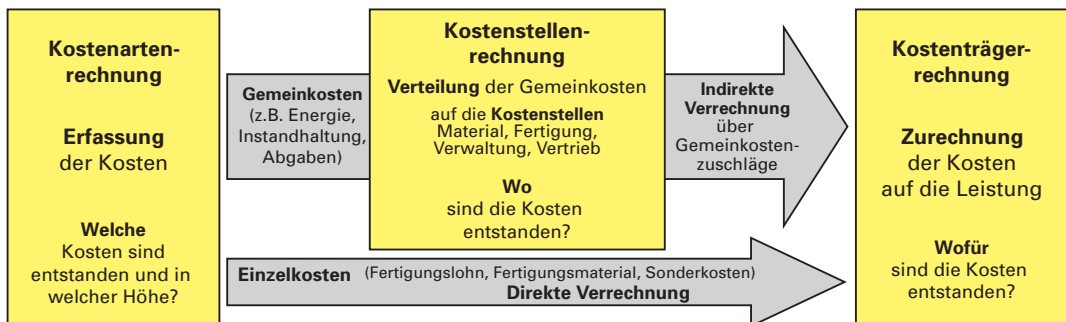 Kostenarten-
rechnung
Erfassung
der Kosten
Welche
Kosten sind
entstanden und in
welcher Höhe?
Gemeinkosten
(z.B. Energie,
Instandhaltung,
Abgaben)
Kostenstellen-
rechnung
Verteilung der Gemeinkosten
auf die Kostenstellen
Material, Fertigung,
Verwaltung, Vertrieb
Wo
sind die Kosten
entstanden?
Indirekte
Verrechnung
über
Gemeinkosten-
zuschläge
Einzelkosten (Fertigungslohn, Fertigungsmaterial, Sonderkosten)
Direkte Verrechnung
Kostenträger-
rechnung
Zurechnung
der Kosten
auf die Leistung
Wofür
sind die Kosten
entstanden?